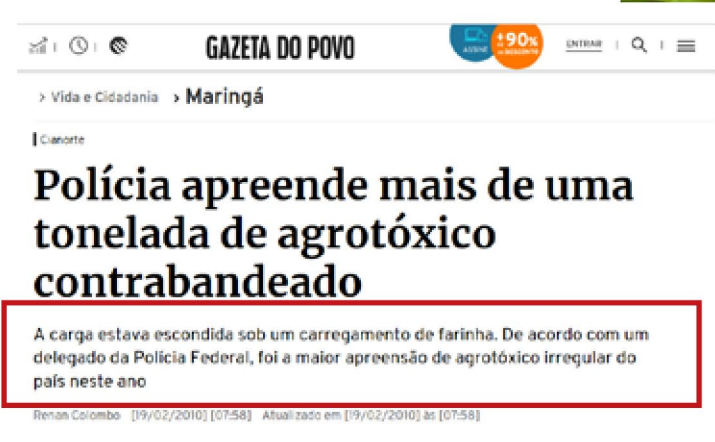 GAZETA DO POVO
ASSINE
90%
ENTRAR
> Vida e Cidadania > Maringá
Cianorte
Polícia apreende mais de uma
tonelada de agrotóxico
contrabandeado
A carga estava escondida sob um carregamento de farinha. De acordo com um
delegado da Polícia Federal, foi a maior apreensão de agrotóxico irregular do
país neste ano
Renan Colombo [19/02/2010] [07:58] Atualizado em [19/02/2010] às [07:58]